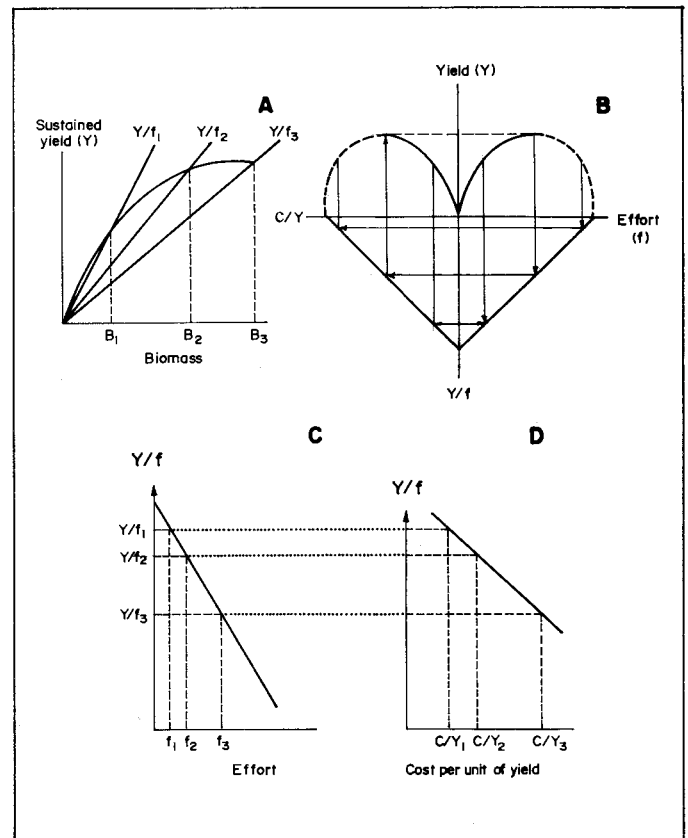 A
Sustained
yield (Y)
Y/f₁
Y/f₂
Y/f₃
B₁
B₂
B₃
Biomass
Yield (Y)
B
C/Y
Effort
(f)
Y/f
C
Y/f
Y/f₁
Y/f₂
Y/f₃
f₁
f₂
f₃
Effort
D
Y/f
C/Y₁
C/Y₂
C/Y₃
Cost per unit of yield